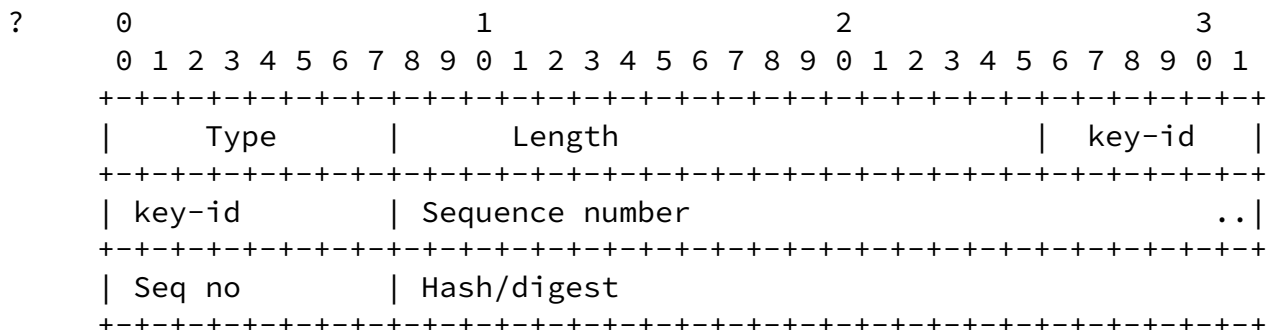 ?      0                   1                   2                   3
       0 1 2 3 4 5 6 7 8 9 0 1 2 3 4 5 6 7 8 9 0 1 2 3 4 5 6 7 8 9 0 1
      +-+-+-+-+-+-+-+-+-+-+-+-+-+-+-+-+-+-+-+-+-+-+-+-+-+-+-+-+-+-+-+-+
      |     Type      |      Length                       |  key-id   |
      +-+-+-+-+-+-+-+-+-+-+-+-+-+-+-+-+-+-+-+-+-+-+-+-+-+-+-+-+-+-+-+-+
      | key-id        | Sequence number                             ..|
      +-+-+-+-+-+-+-+-+-+-+-+-+-+-+-+-+-+-+-+-+-+-+-+-+-+-+-+-+-+-+-+-+
      | Seq no        | Hash/digest
      +-+-+-+-+-+-+-+-+-+-+-+-+-+-+-+-+-+-+-+-+-+-+-+-+-+-+-+-+-+-+-+-+